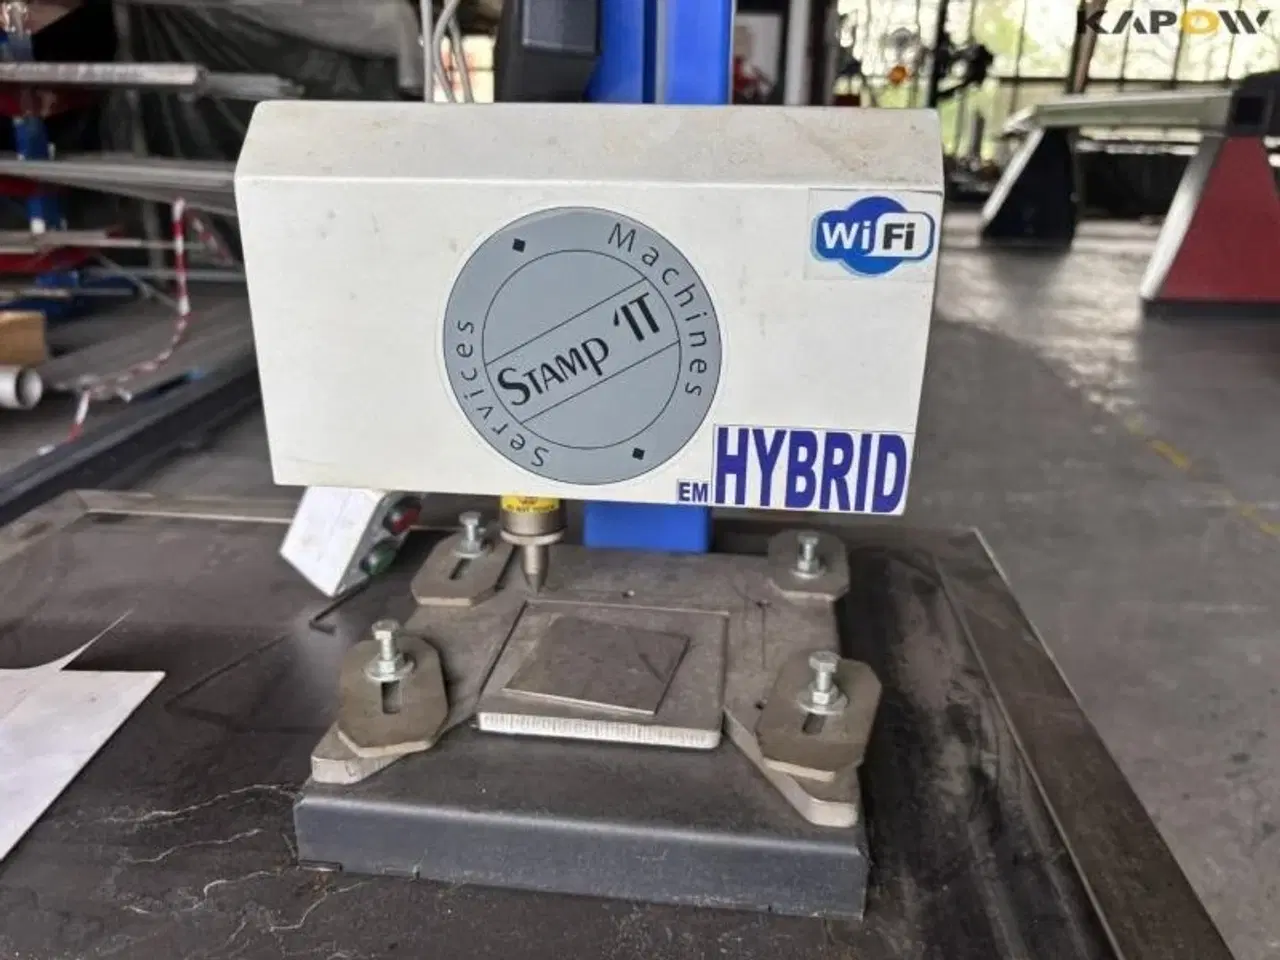 KAPOW
WiFi
Machines
STAMP 'IT
Services
EM HYBRID